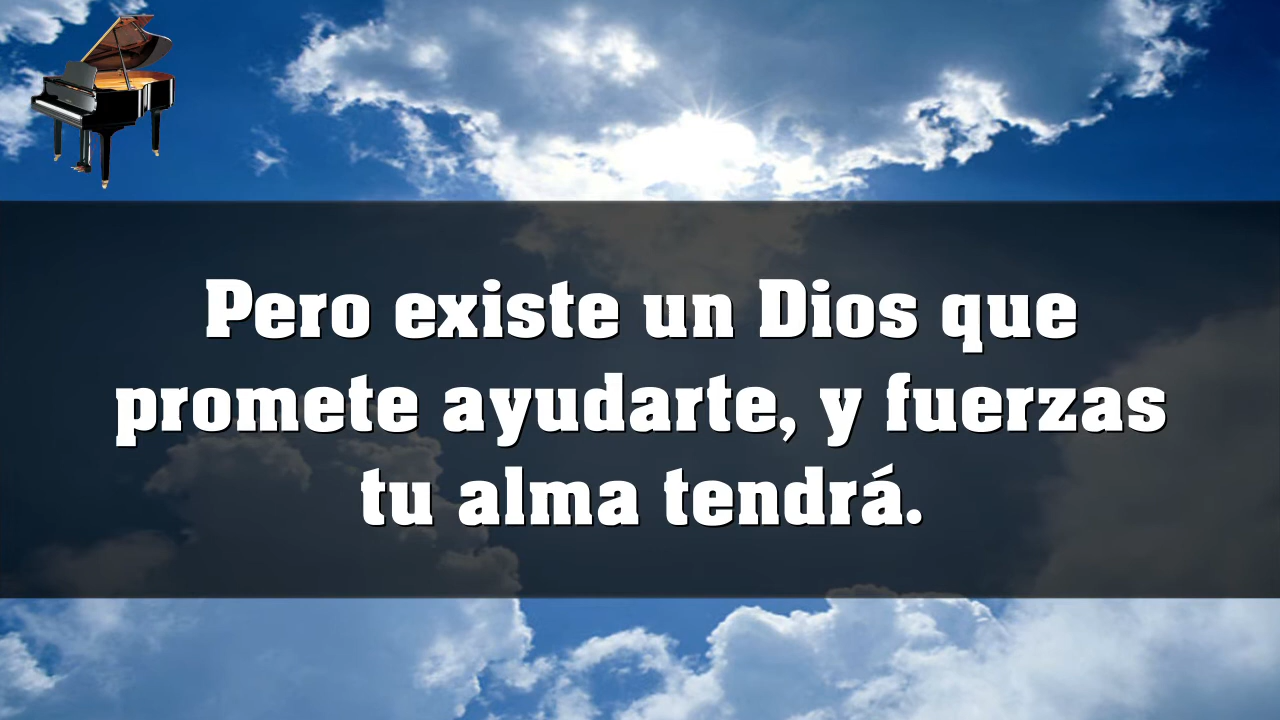 Pero existe un Dios que
promete ayudarte, y fuerzas
tu alma tendrá.